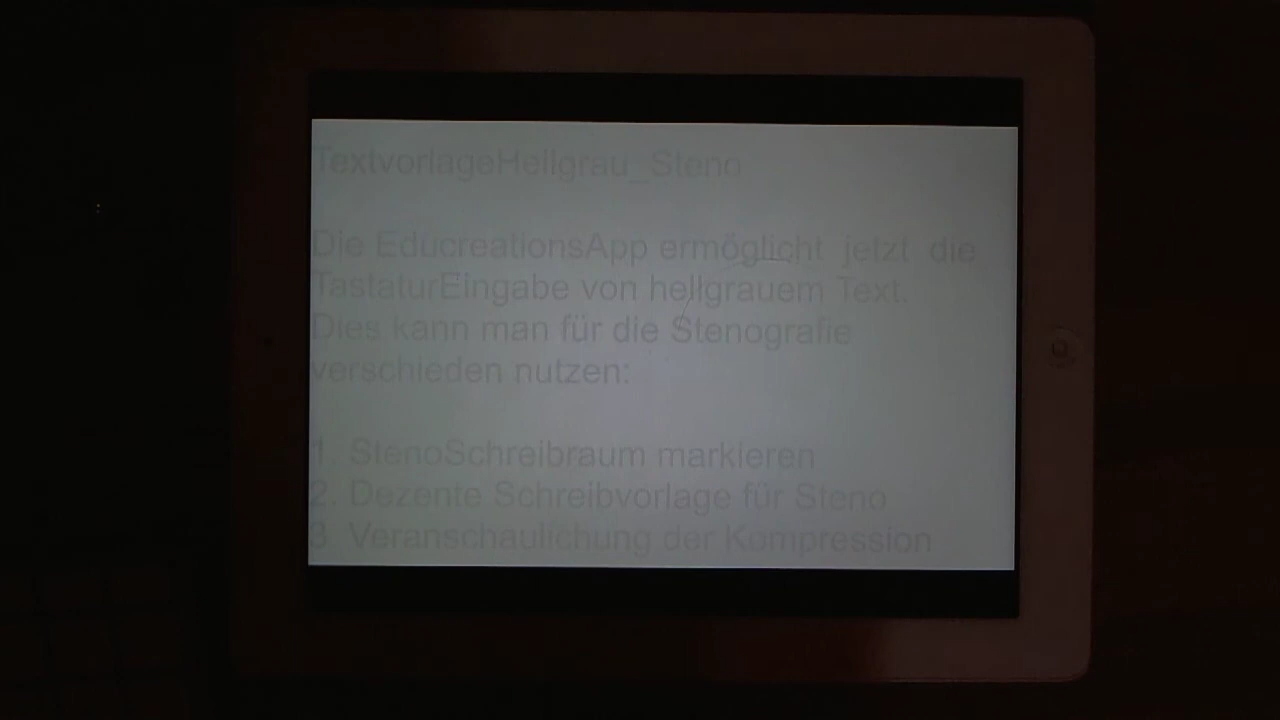 TextvorlageHellgrau_Steno
Die EducreationsApp ermöglicht jetzt die
TastaturEingabe von hellgrauem Text.
Dies kann man für die Stenografie
verschieden nutzen:
1. StenoSchreibraum markieren
2. Dezente Schreibvorlage für Steno
3. Veranschaulichung der Kompression